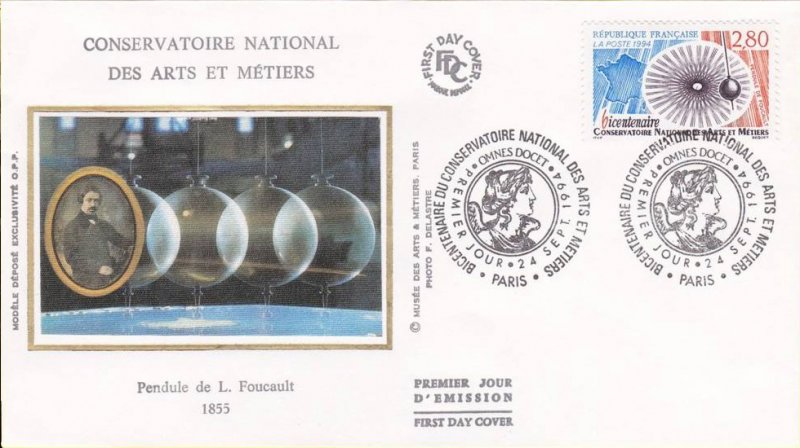 CONSERVATOIRE NATIONAL
DES ARTS ET MÉTIERS
FIRST DAY COVER
FDC
RÉPUBLIQUE FRANÇAISE
2,80
LA POSTE 1994
bicentenaire
CONSERVATOIRE NATIONAL DES ARTS ET MÉTIERS
BICENTENAIRE DU CONSERVATOIRE NATIONAL DES ARTS ET METIERS
OMNES DOCET
PREMIER JOUR • 24 SEPT. 1994
• PARIS •
BICENTENAIRE DU CONSERVATOIRE NATIONAL DES ARTS ET METIERS
OMNES DOCET
PREMIER JOUR • 24 SEPT. 1994
• PARIS •
MODÈLE DÉPOSÉ EXCLUSIVITÉ O.P.P.
© MUSÉE DES ARTS & MÉTIERS, PARIS
PHOTO F. DELASTRE
Pendule de L. Foucault
1855
PREMIER JOUR
D'EMISSION
FIRST DAY COVER